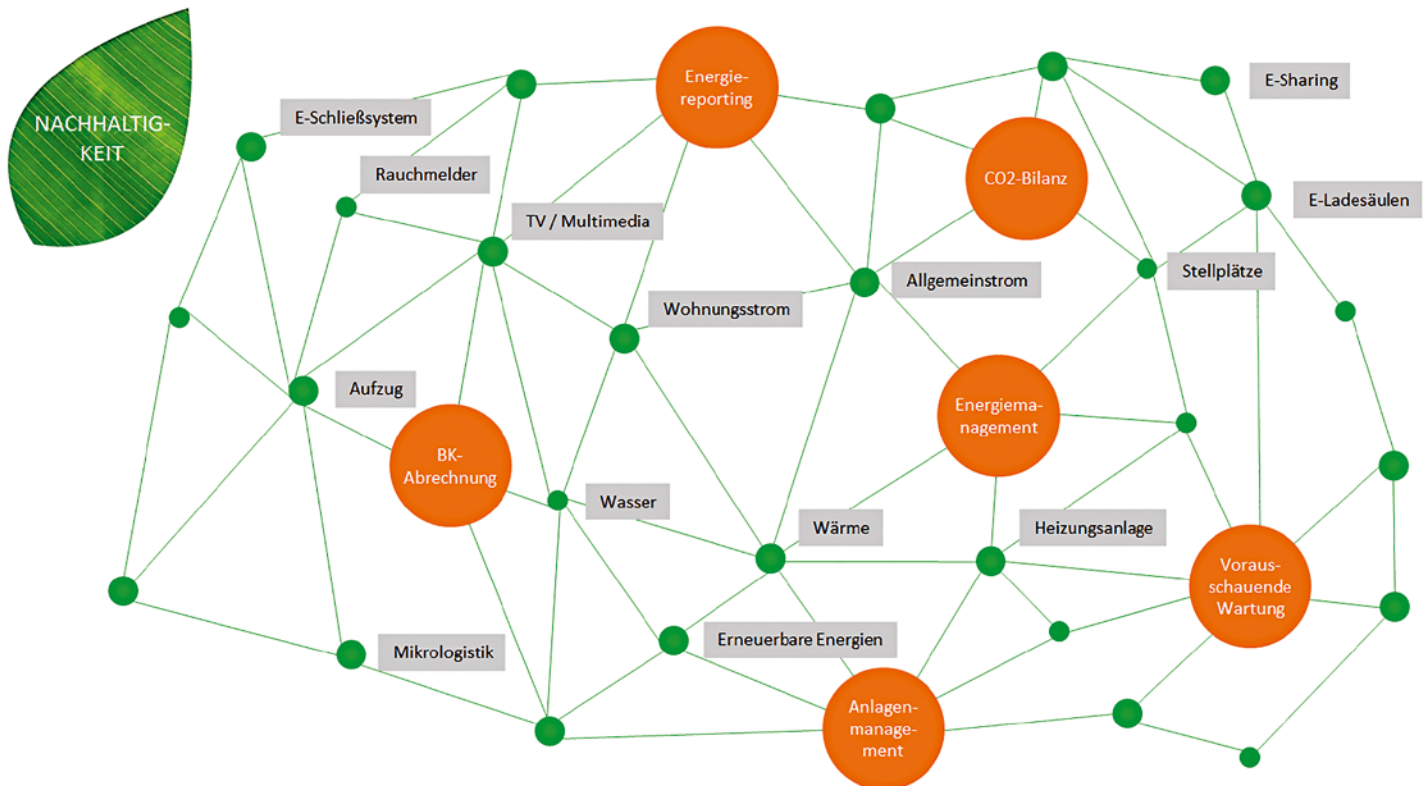 NACHHALTIG-
KEIT
Energie-
reporting
E-Sharing
E-Schließsystem
Rauchmelder
CO2-Bilanz
E-Ladesäulen
TV / Multimedia
Stellplätze
Allgemeinstrom
Wohnungsstrom
Aufzug
Energiema-
nagement
BK-
Abrechnung
Wasser
Wärme
Heizungsanlage
Voraus-
schauende
Wartung
Erneuerbare Energien
Mikrologistik
Anlagen-
manage-
ment